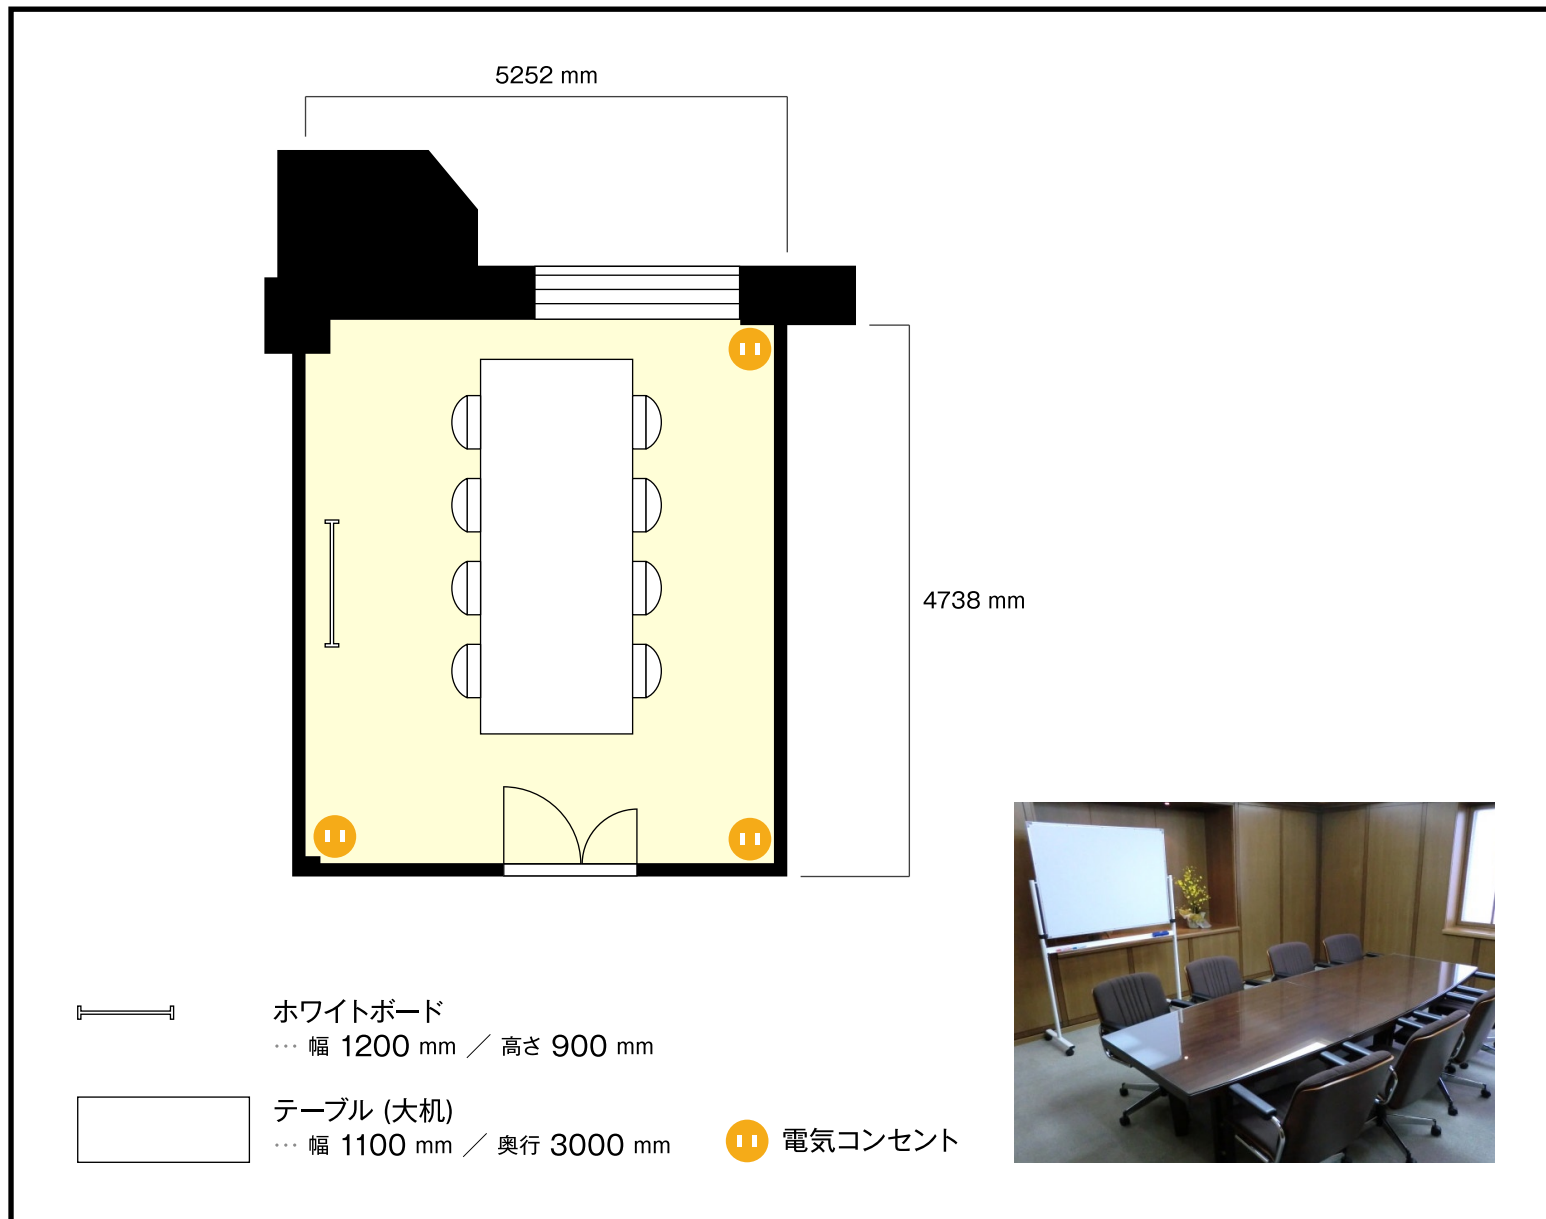 5252 mm
4738 mm
ホワイトボード
… 幅 1200 mm ／ 高さ 900 mm
テーブル (大机)
… 幅 1100 mm ／ 奥行 3000 mm
電気コンセント